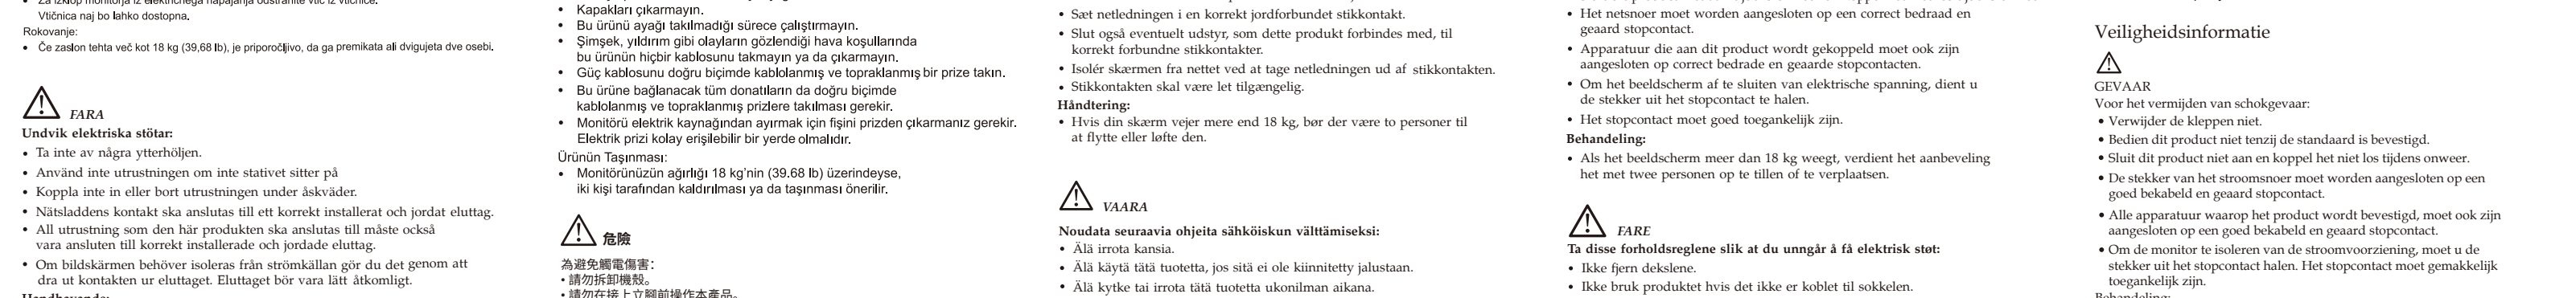 Vtičnica naj bo lahko dostopna.
Rokovanje:
• Če zaslon tehta več kot 18 kg (39,68 lb), je priporočljivo, da ga premikata ali dvigujeta dve osebi.
FARA
Undvik elektriska stötar:
• Ta inte av några ytterhöljen.
• Använd inte utrustningen om inte stativet sitter på
• Koppla inte in eller bort utrustningen under åskväder.
• Nätsladdens kontakt ska anslutas till ett korrekt installerat och jordat eluttag.
• All utrustning som den här produkten ska anslutas till måste också
vara ansluten till korrekt installerade och jordade eluttag.
• Om bildskärmen behöver isoleras från strömkällan gör du det genom att
dra ut kontakten ur eluttaget. Eluttaget bör vara lätt åtkomligt.
• Kapakları çıkarmayın.
• Bu ürünü ayağı takılmadığı sürece çalıştırmayın.
• Şimşek, yıldırım gibi olayların gözlendiği hava koşullarında
bu ürünün hiçbir kablosunu takmayın ya da çıkarmayın.
• Güç kablosunu doğru biçimde kablolanmış ve topraklanmış bir prize takın.
• Bu ürüne bağlanacak tüm donatıların da doğru biçimde
kablolanmış ve topraklanmış prizlere takılması gerekir.
• Monitörü elektrik kaynağından ayırmak için fişini prizden çıkarmanız gerekir.
Elektrik prizi kolay erişilebilir bir yerde olmalıdır.
Ürünün Taşınması:
• Monitörünüzün ağırlığı 18 kg'nin (39.68 lb) üzerindeyse,
iki kişi tarafından kaldırılması ya da taşınması önerilir.
危險
為避免觸電傷害：
• 請勿拆卸機殼。
• 請勿在接上立腳前操作本產品。
• Sæt netledningen i en korrekt jordforbundet stikkontakt.
• Slut også eventuelt udstyr, som dette produkt forbindes med, til
korrekt forbundne stikkontakter.
• Isolér skærmen fra nettet ved at tage netledningen ud af stikkontakten.
• Stikkontakten skal være let tilgængelig.
Håndtering:
• Hvis din skærm vejer mere end 18 kg, bør der være to personer til
at flytte eller løfte den.
VAARA
Noudata seuraavia ohjeita sähköiskun välttämiseksi:
• Älä irrota kansia.
• Älä käytä tätä tuotetta, jos sitä ei ole kiinnitetty jalustaan.
• Älä kytke tai irrota tätä tuotetta ukonilman aikana.
• Het netsnoer moet worden aangesloten op een correct bedraad en
geaard stopcontact.
• Apparatuur die aan dit product wordt gekoppeld moet ook zijn
aangesloten op correct bedrade en geaarde stopcontacten.
• Om het beeldscherm af te sluiten van elektrische spanning, dient u
de stekker uit het stopcontact te halen.
• Het stopcontact moet goed toegankelijk zijn.
Behandeling:
• Als het beeldscherm meer dan 18 kg weegt, verdient het aanbeveling
het met twee personen op te tillen of te verplaatsen.
FARE
Ta disse forholdsreglene slik at du unngår å få elektrisk støt:
• Ikke fjern dekslene.
• Ikke bruk produktet hvis det ikke er koblet til sokkelen.
Veiligheidsinformatie
GEVAAR
Voor het vermijden van schokgevaar:
• Verwijder de kleppen niet.
• Bedien dit product niet tenzij de standaard is bevestigd.
• Sluit dit product niet aan en koppel het niet los tijdens onweer.
• De stekker van het stroomsnoer moet worden aangesloten op een
goed bekabeld en geaard stopcontact.
• Alle apparatuur waarop het product wordt bevestigd, moet ook zijn
aangesloten op een goed bekabeld en geaard stopcontact.
• Om de monitor te isoleren van de stroomvoorziening, moet u de
stekker uit het stopcontact halen. Het stopcontact moet gemakkelijk
toegankelijk zijn.